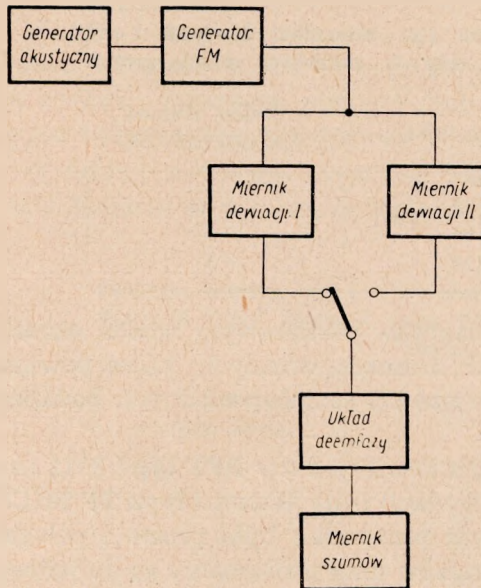 Generator
akustyczny
Generator
FM
Miernik
dewiacji I
Miernik
dewiacji II
Układ
deemfazy
Miernik
szumów